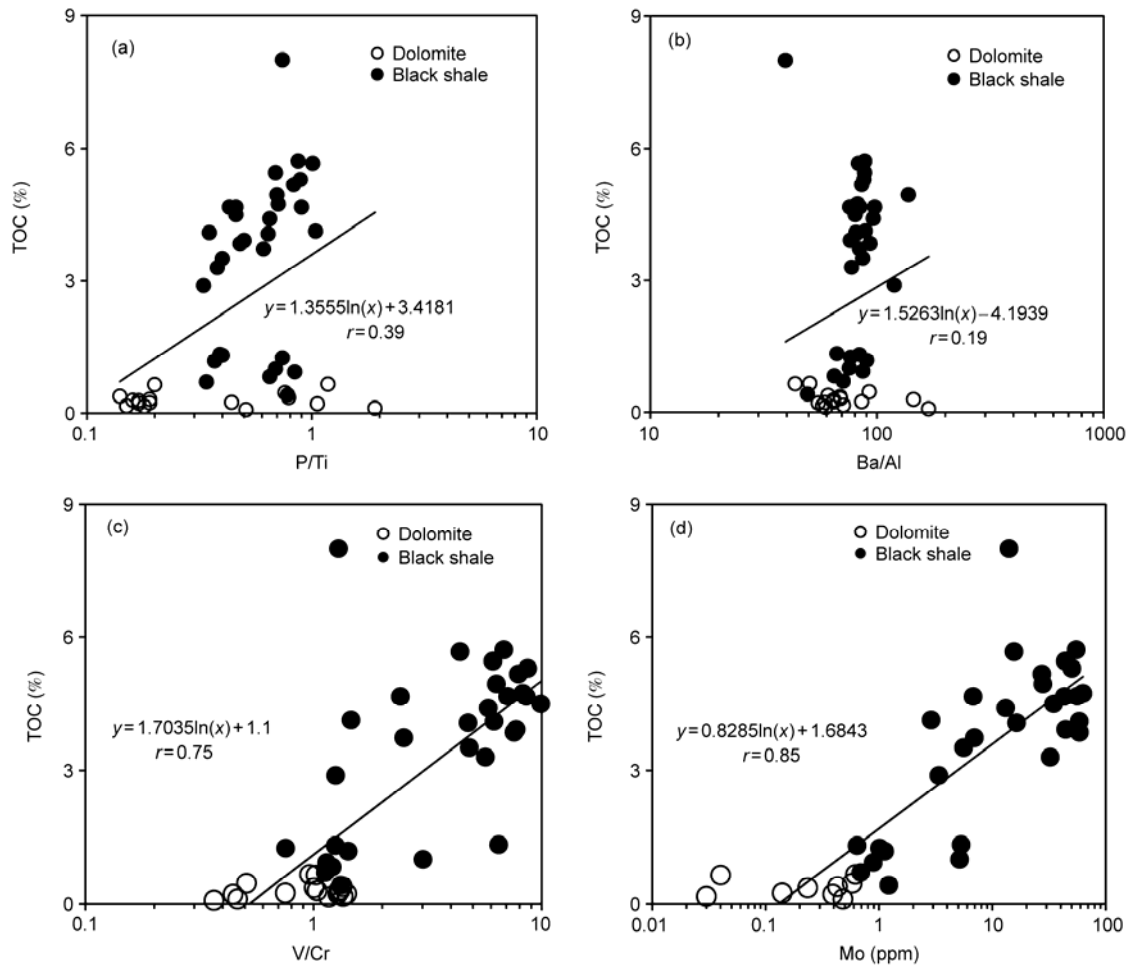 (a)
Dolomite
Black shale
9
6
3
0
TOC (%)
y=1.3555ln(x)+3.4181
r=0.39
0.1
1
10
P/Ti
(b)
Dolomite
Black shale
9
6
3
0
TOC (%)
y=1.5263ln(x)−4.1939
r=0.19
10
100
1000
Ba/Al
(c)
Dolomite
Black shale
9
6
3
0
TOC (%)
y=1.7035ln(x)+1.1
r=0.75
0.1
1
10
V/Cr
(d)
Dolomite
Black shale
9
6
3
0
TOC (%)
y=0.8285ln(x)+1.6843
r=0.85
0.01
0.1
1
10
100
Mo (ppm)